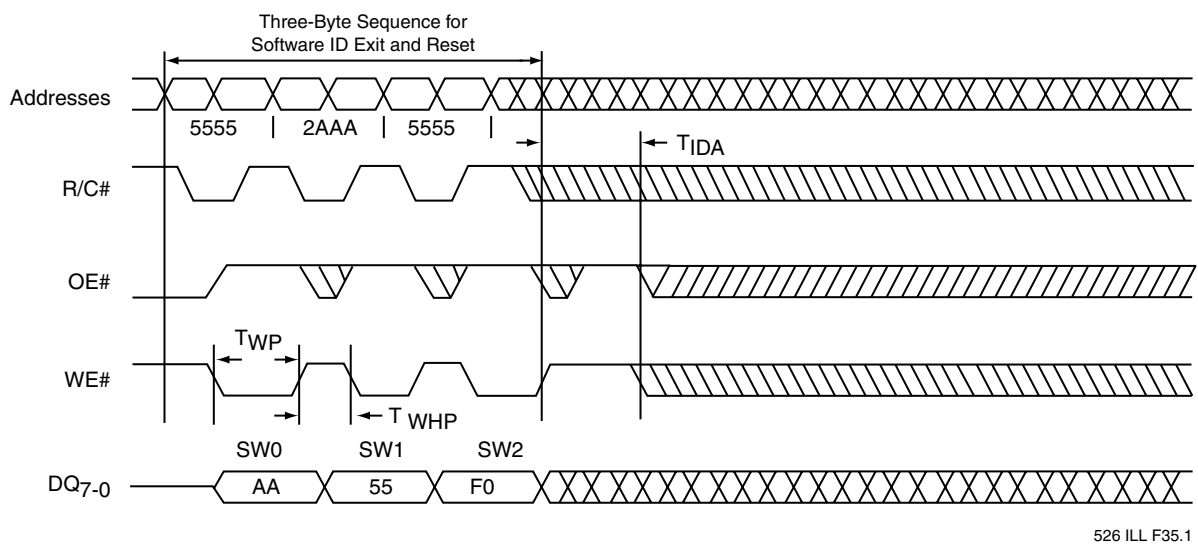 Three-Byte Sequence for
Software ID Exit and Reset
Addresses
5555 2AAA 5555
TIDA
R/C#
OE#
TWP
WE#
T WHP
SW0 SW1 SW2
DQ7-0 AA 55 F0
526 ILL F35.1